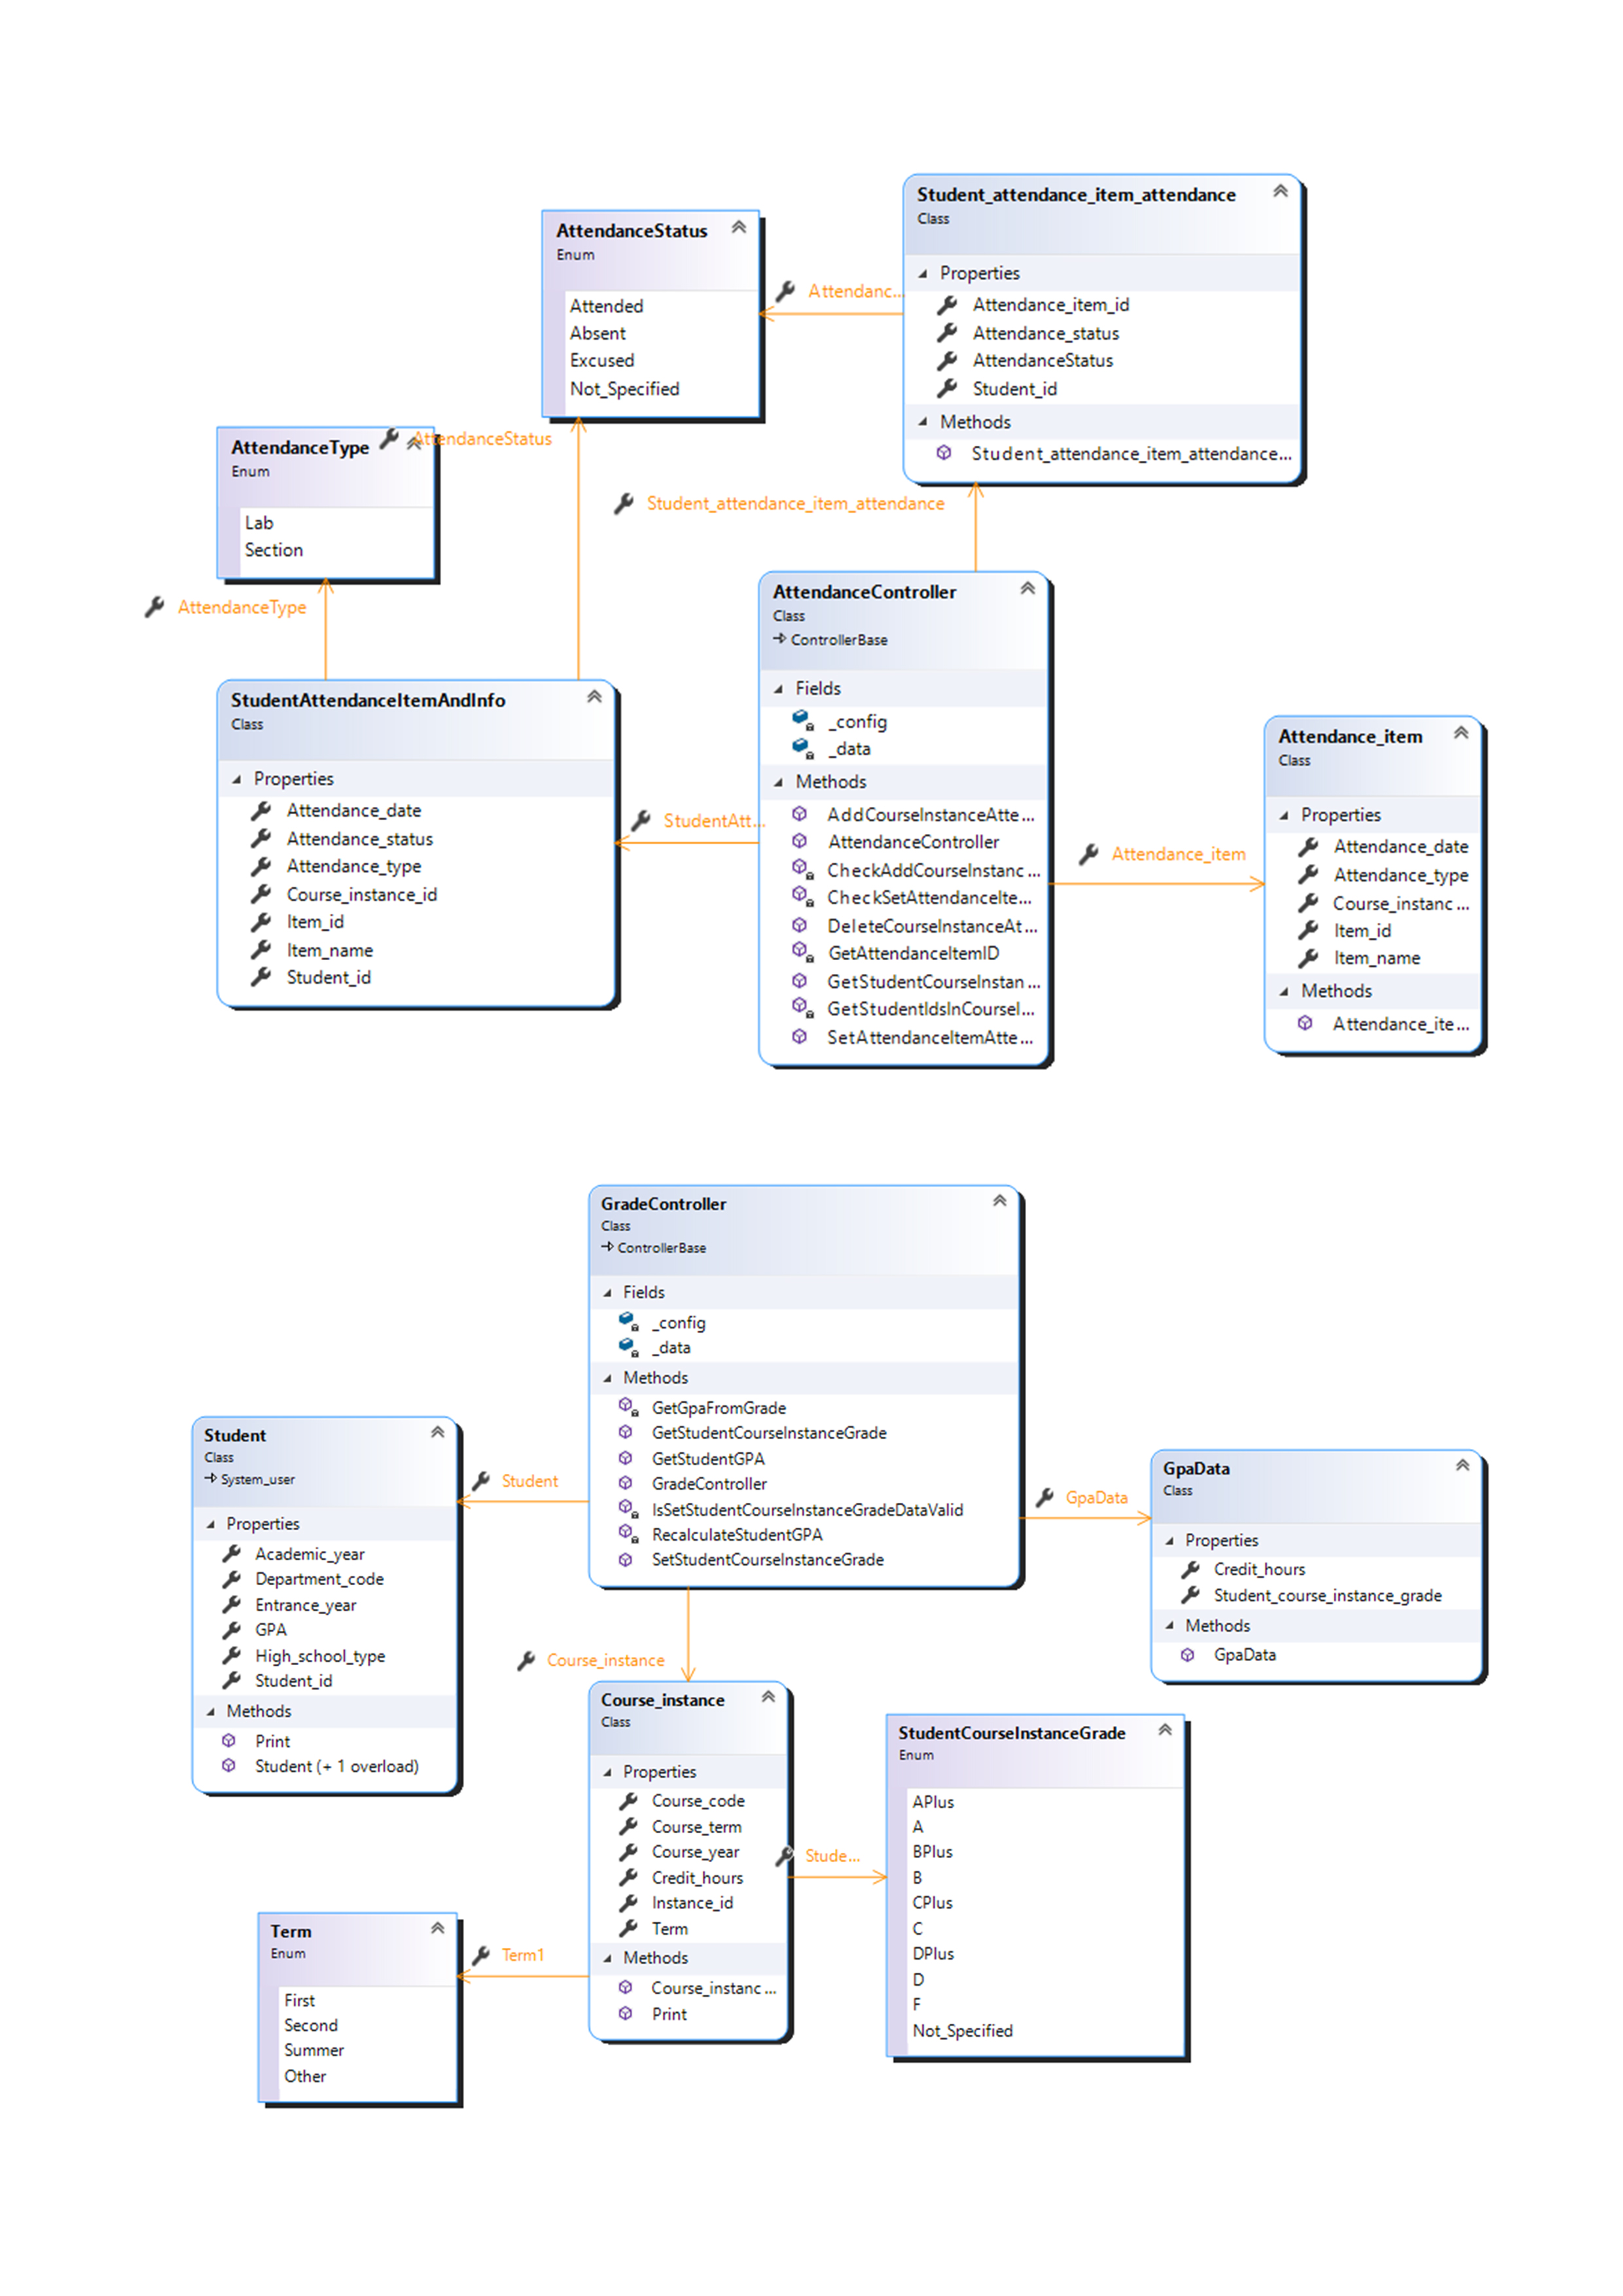 Student_attendance_item_attendance
Class
Properties
Attendance_item_id
Attendance_status
AttendanceStatus
Student_id
Methods
Student_attendance_item_attendance...
AttendanceStatus
Enum
Attended
Absent
Excused
Not_Specified
Attendanc...
AttendanceType
Enum
Lab
Section
AttendanceStatus
Student_attendance_item_attendance
AttendanceType
AttendanceController
Class
ControllerBase
Fields
_config
_data
Methods
AddCourseInstanceAtte...
AttendanceController
CheckAddCourseInstanc...
CheckSetAttendanceIte...
DeleteCourseInstanceAt...
GetAttendanceItemID
GetStudentCourseInstan...
GetStudentIdsInCourseI...
SetAttendanceItemAtte...
StudentAttendanceItemAndInfo
Class
Properties
Attendance_date
Attendance_status
Attendance_type
Course_instance_id
Item_id
Item_name
Student_id
StudentAtt...
Attendance_item
Attendance_item
Class
Properties
Attendance_date
Attendance_type
Course_instanc...
Item_id
Item_name
Methods
Attendance_ite...
GradeController
Class
ControllerBase
Fields
_config
_data
Methods
GetGpaFromGrade
GetStudentCourseInstanceGrade
GetStudentGPA
GradeController
IsSetStudentCourseInstanceGradeDataValid
RecalculateStudentGPA
SetStudentCourseInstanceGrade
Student
Class
System_user
Properties
Academic_year
Department_code
Entrance_year
GPA
High_school_type
Student_id
Methods
Print
Student (+ 1 overload)
Student
GpaData
GpaData
Class
Properties
Credit_hours
Student_course_instance_grade
Methods
GpaData
Course_instance
Course_instance
Class
Properties
Course_code
Course_term
Course_year
Credit_hours
Instance_id
Term
Methods
Course_instanc...
Print
Stude...
StudentCourseInstanceGrade
Enum
APlus
A
BPlus
B
CPlus
C
DPlus
D
F
Not_Specified
Term1
Term
Enum
First
Second
Summer
Other